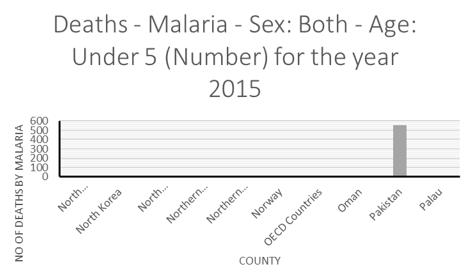 Deaths - Malaria - Sex: Both - Age:
Under 5 (Number) for the year
2015
NO OF DEATHS BY MALARIA
600
500
400
300
200
100
0
North...
North Korea
North...
Northern...
Northern...
Norway
OECD Countries
Oman
Pakistan
Palau
COUNTY